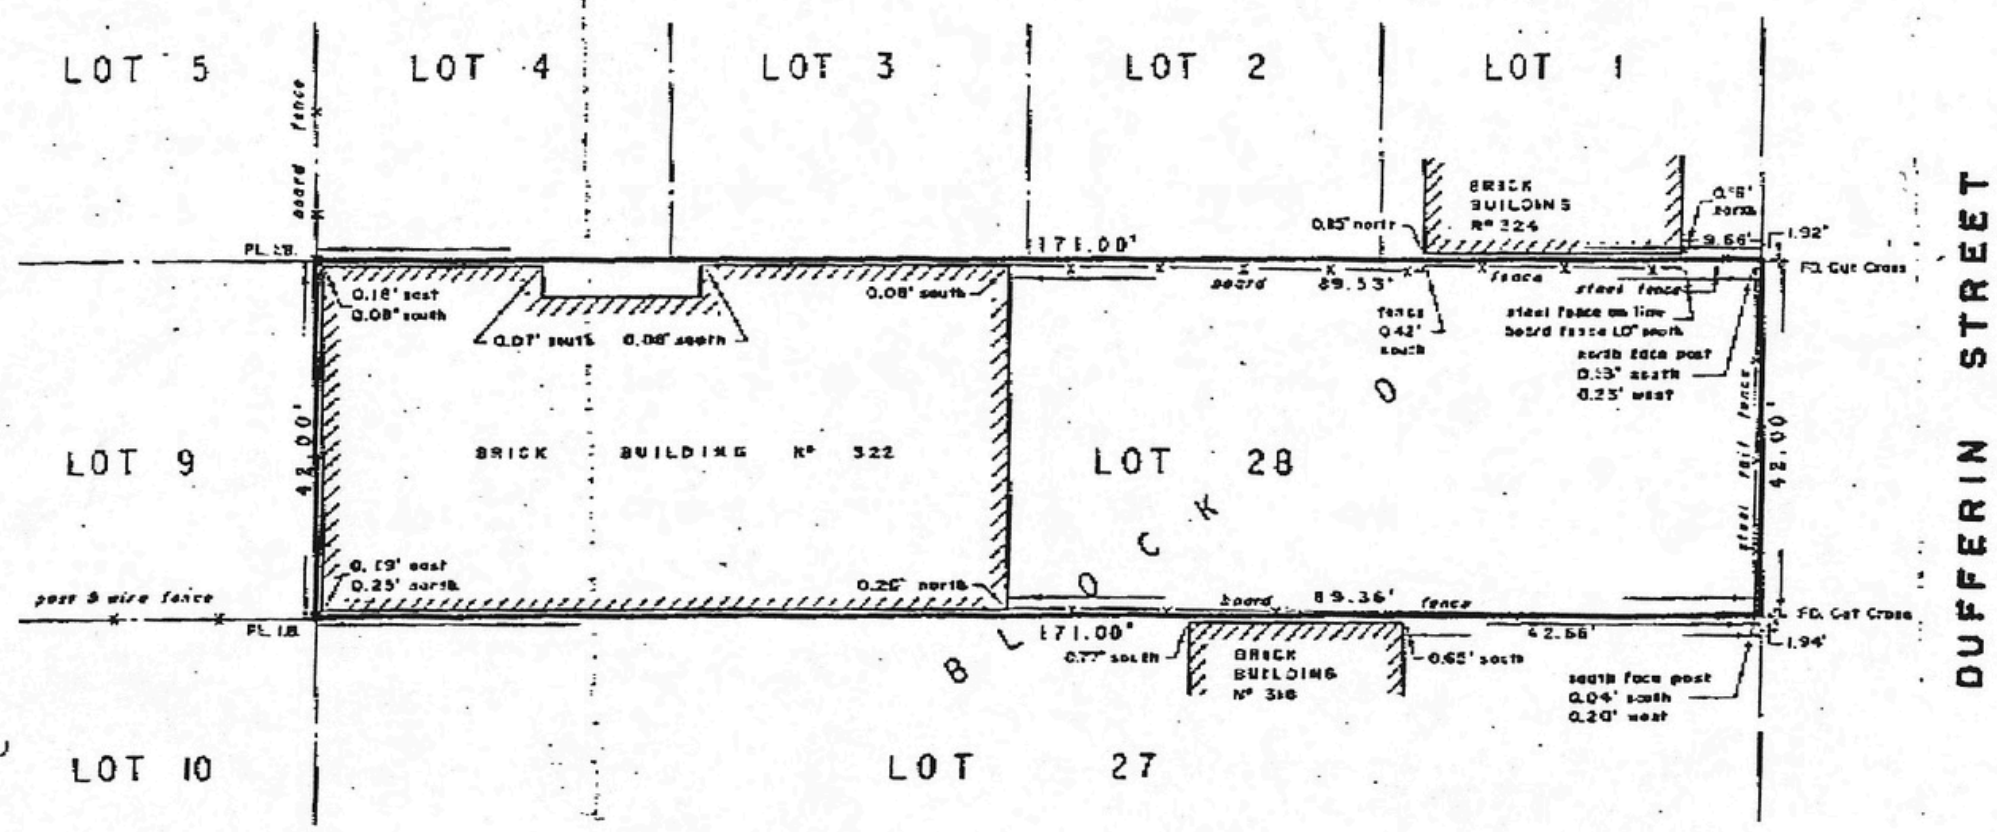 LOT 5
LOT 4
LOT 3
LOT 2
LOT 1
board fence
BRICK
BUILDING
Nº 324
0.85' north
north
171.00'
9.66'
1.92'
PL. I.B.
FD. Cut Cross
0.18' east
0.08' south
0.08' south
board
89.53'
fence
steel fence
0.07' south
0.08' south
fence
0.42'
south
steel fence on line
board fence 1.0' south
north face post
south
0.23' west
LOT 9
42.00'
BRICK BUILDING Nº 322
LOT 28
steel rail fence
42.00'
DUFFERIN STREET
BLOCK D
0.19' east
0.25' north
0.26' north
post & wire fence
board
89.36'
fence
FD. Cut Cross
PL. I.B.
171.00'
42.66'
1.94'
0.77' south
BRICK
BUILDING
Nº 318
0.65' south
south face post
0.04' south
0.20' west
LOT 10
LOT 27